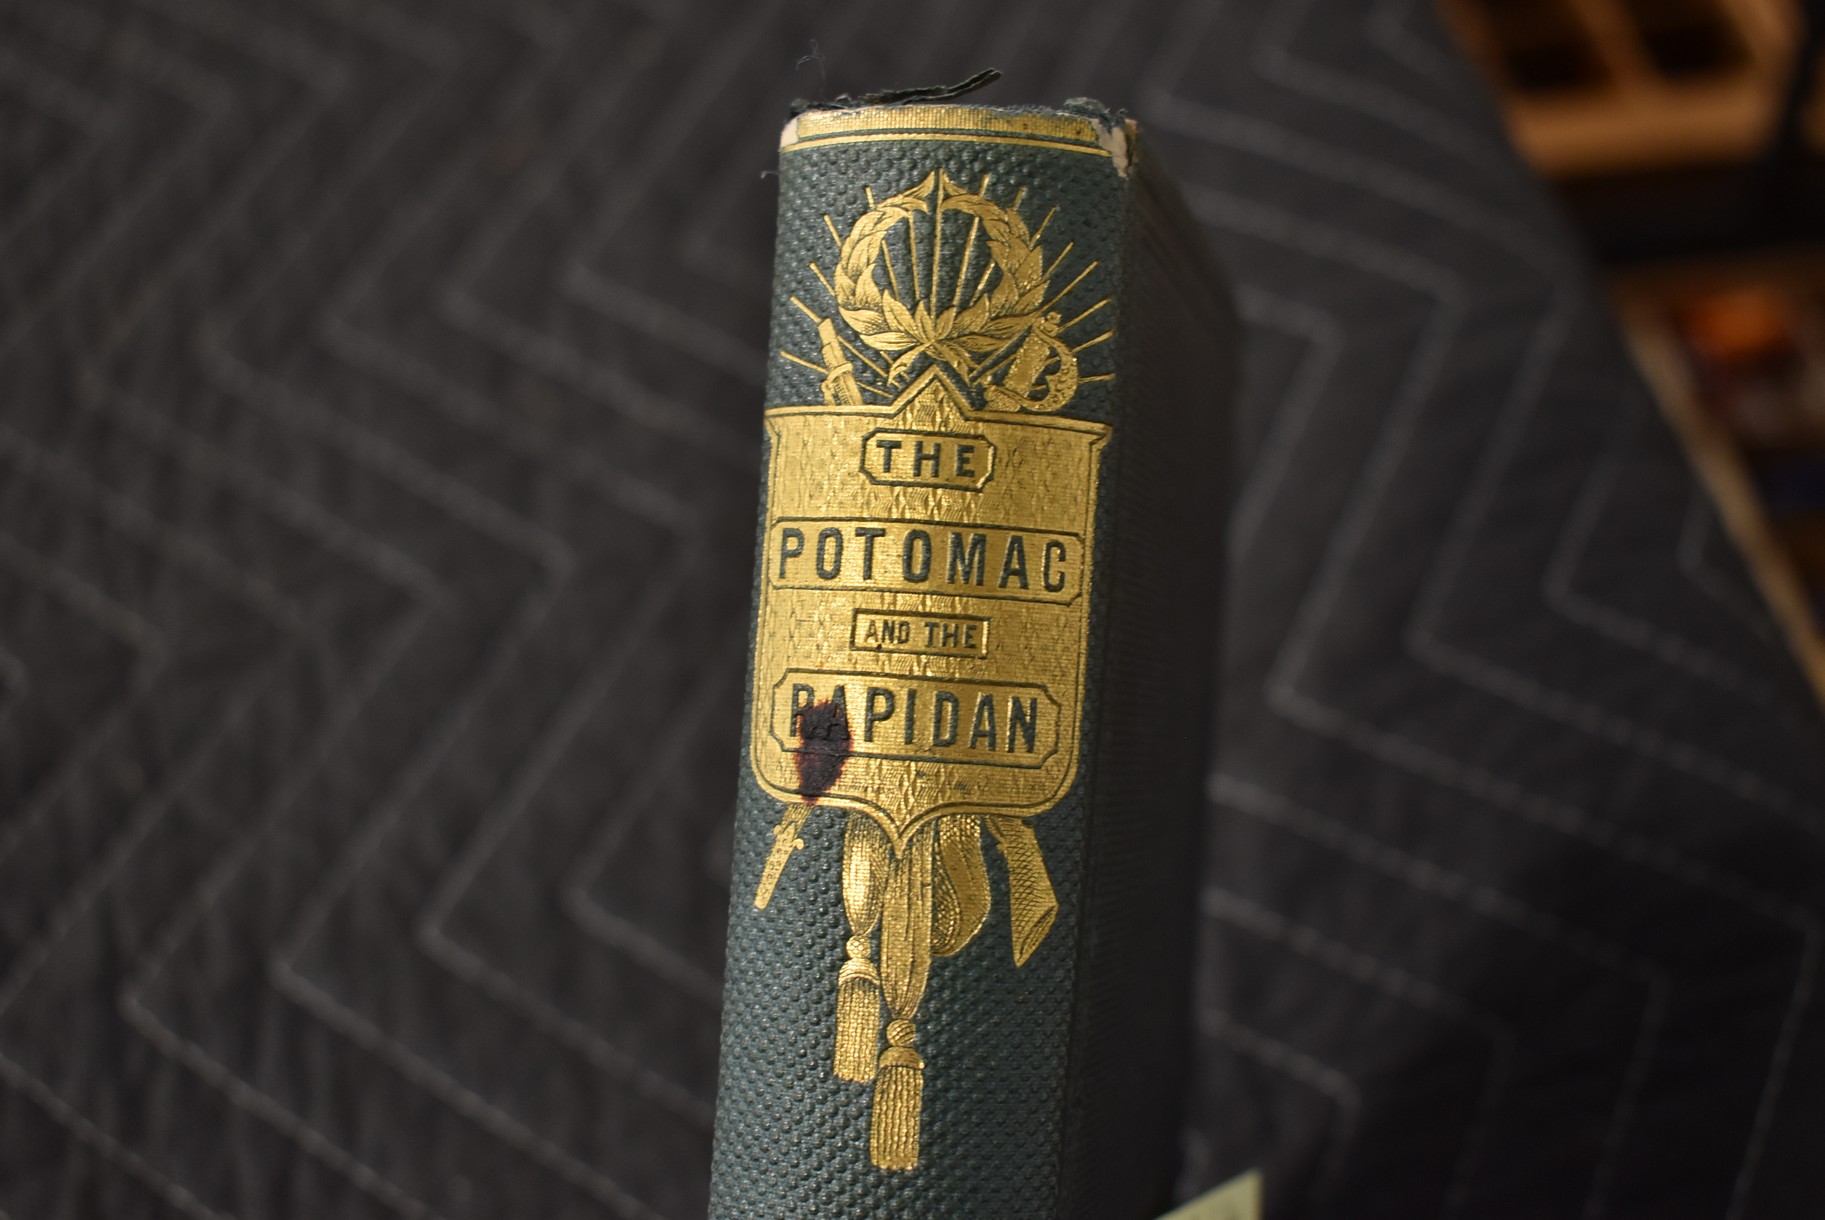 THE
POTOMAC
AND THE
RAPIDAN